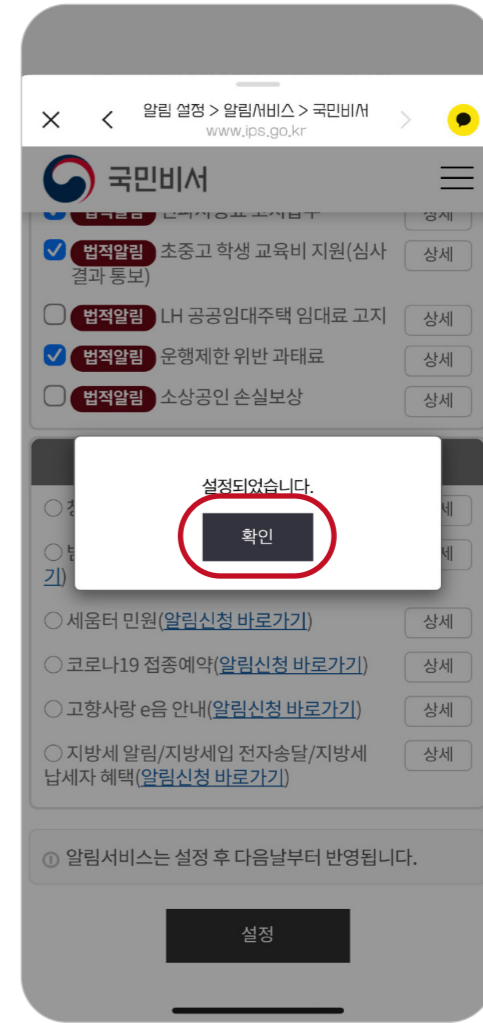 알림 설정 > 알림서비스 > 국민비서
www.ips.go.kr
국민비서
법적알림 상세
법적알림 초중고 학생 교육비 지원(심사 상세
결과 통보)
법적알림 LH 공공임대주택 임대료 고지 상세
법적알림 운행제한 위반 과태료 상세
법적알림 소상공인 손실보상 상세
설정되었습니다.
확인
기)
세움터 민원(알림신청 바로가기) 상세
코로나19 접종예약(알림신청 바로가기) 상세
고향사랑 e음 안내(알림신청 바로가기) 상세
지방세 알림/지방세입 전자송달/지방세 상세
납세자 혜택(알림신청 바로가기)
알림서비스는 설정 후 다음날부터 반영됩니다.
설정